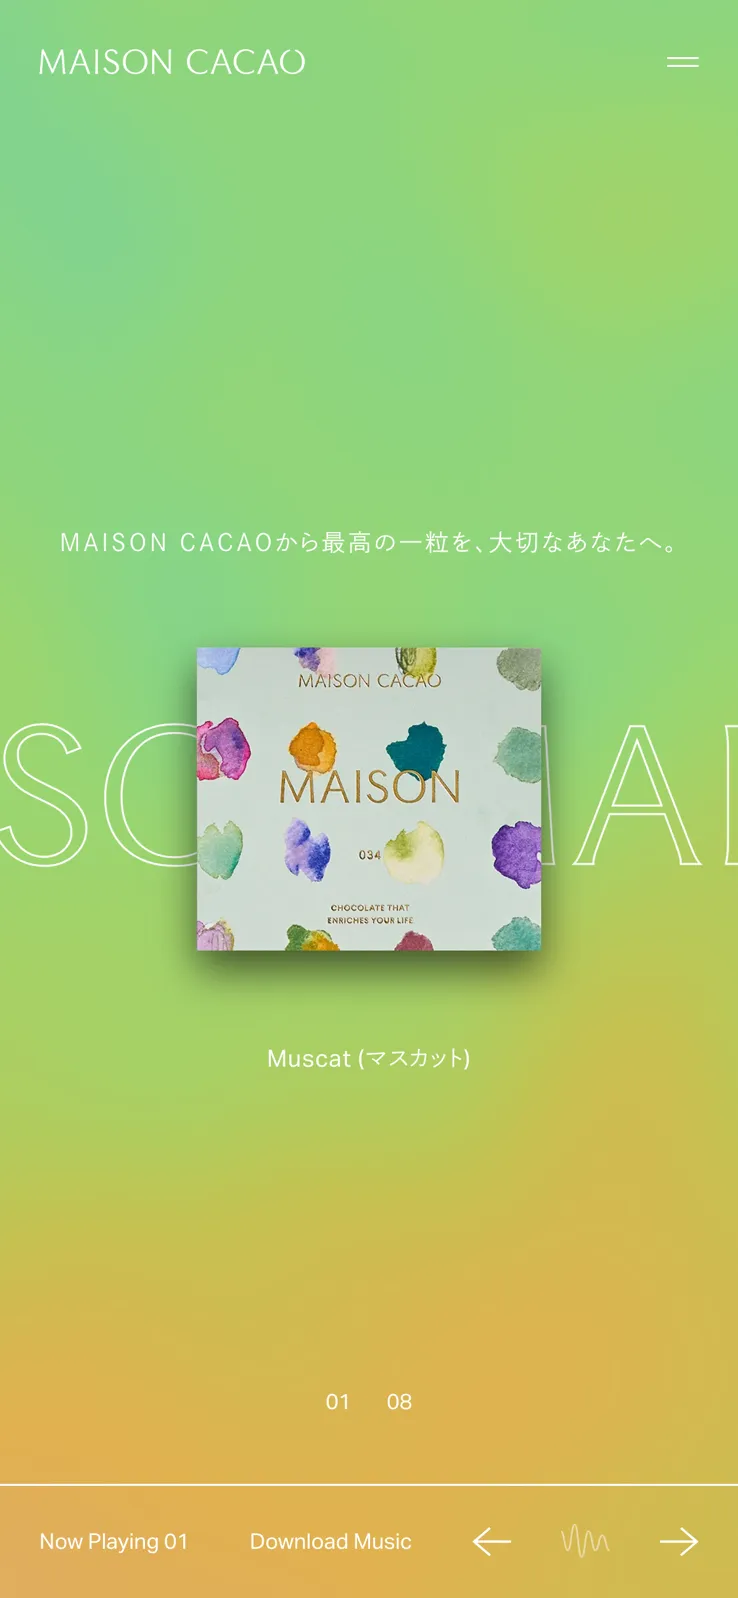 MAISON CACAO
MAISON CACAOから最高の一粒を、大切なあなたへ。
MAISON CACAO
MAISON
034
CHOCOLATE THAT
ENRICHES YOUR LIFE
Muscat (マスカット)
01 08
Now Playing 01 Download Music